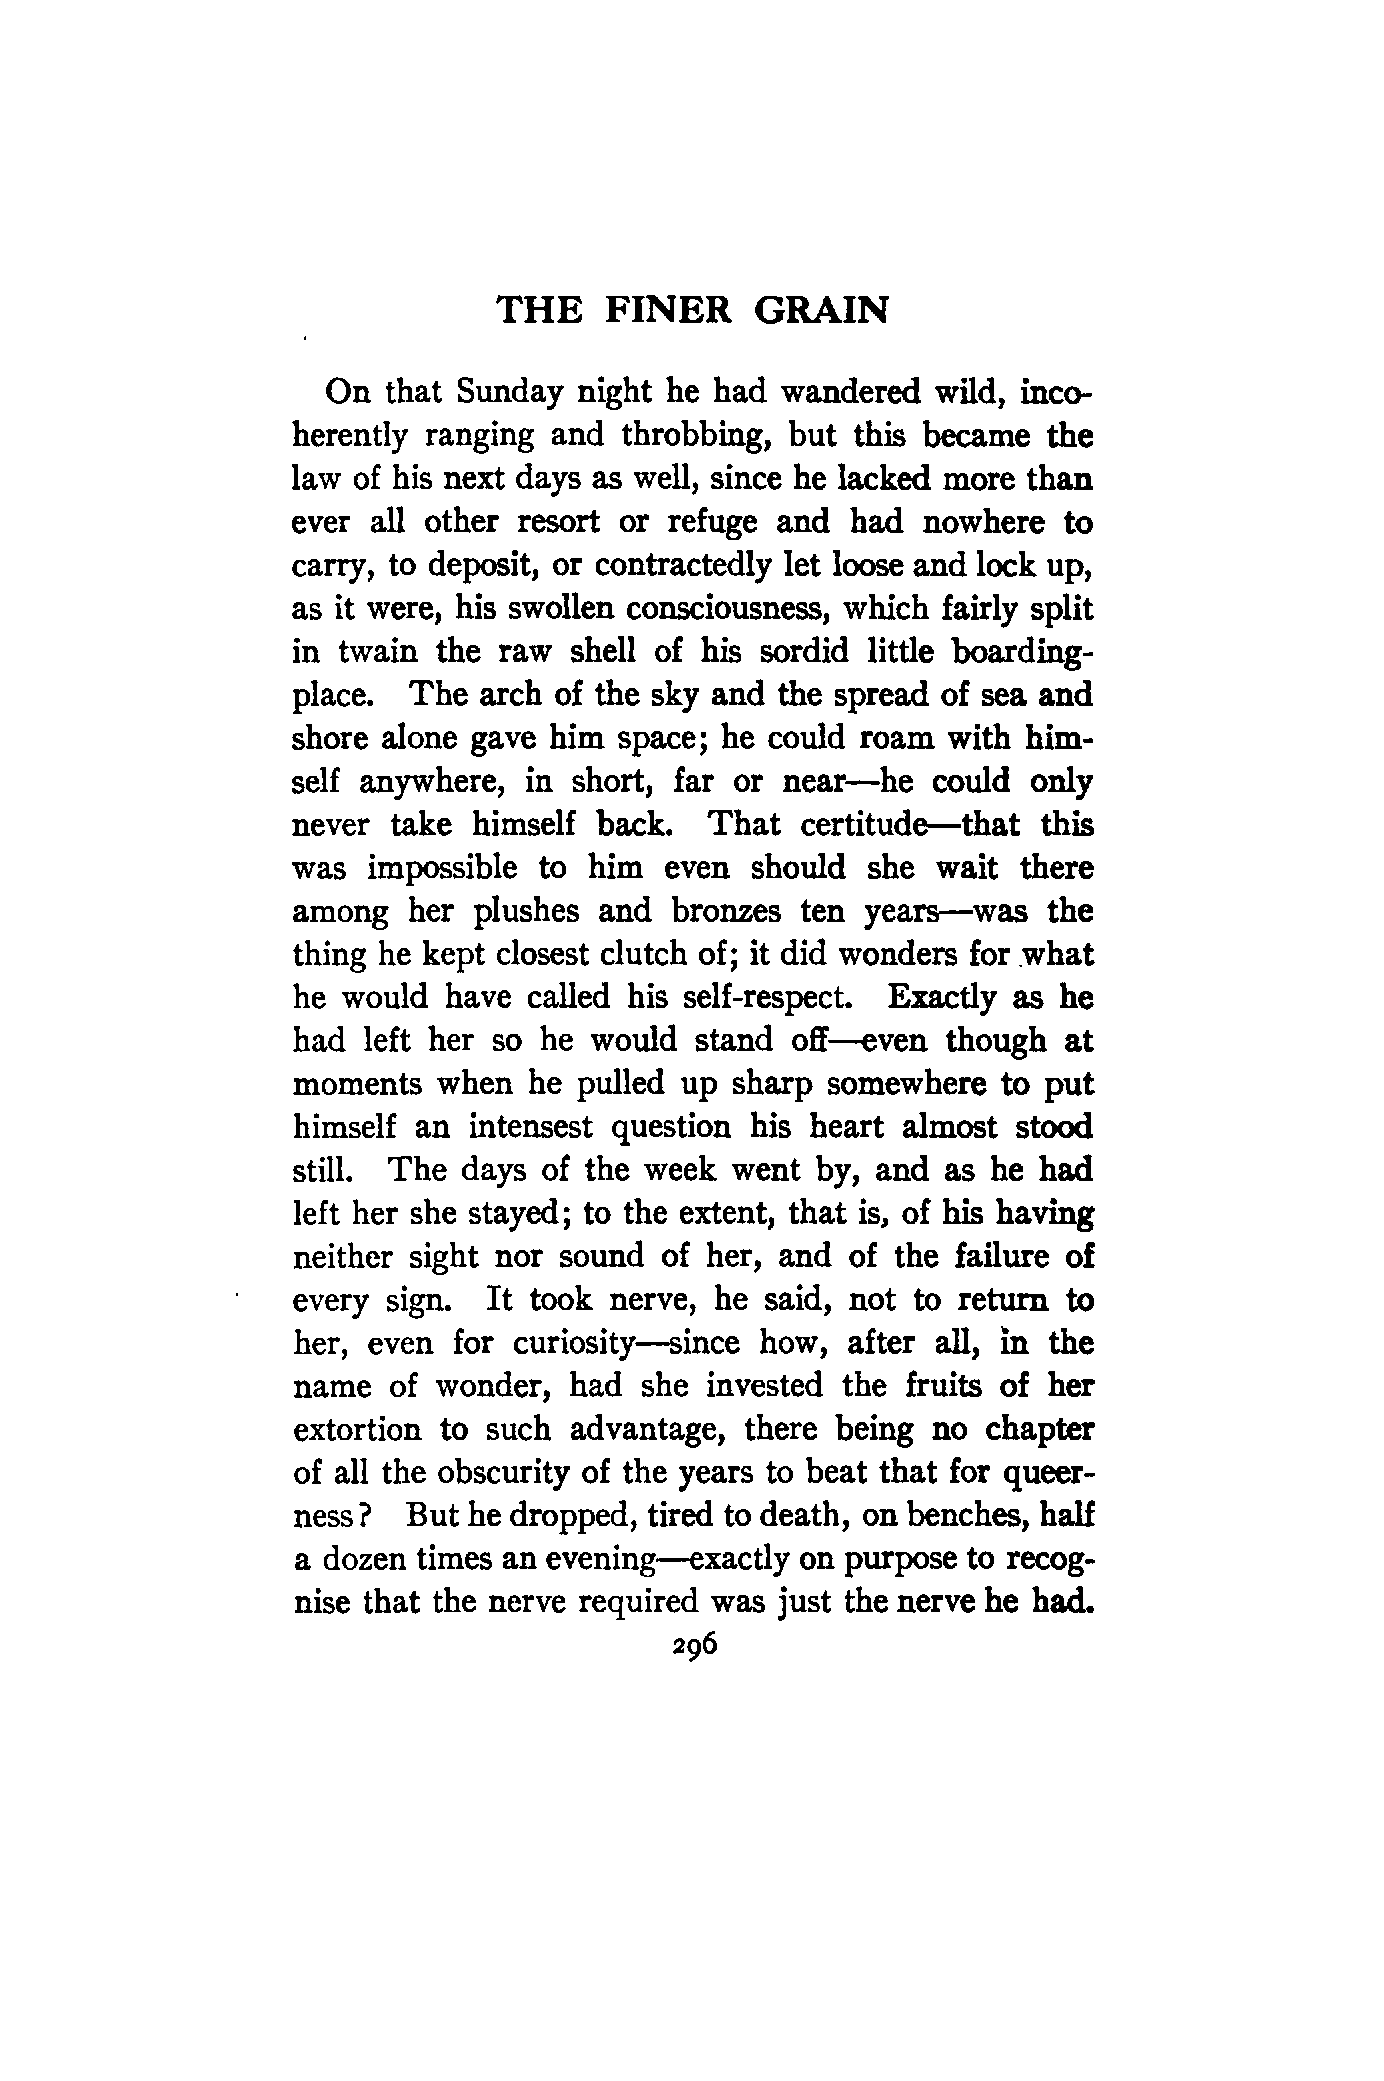 THE FINER GRAIN
On that Sunday night he had wandered wild, inco-
herently ranging and throbbing, but this became the
law of his next days as well, since he lacked more than
ever all other resort or refuge and had nowhere to
carry, to deposit, or contractedly let loose and lock up,
as it were, his swollen consciousness, which fairly split
in twain the raw shell of his sordid little boarding-
place. The arch of the sky and the spread of sea and
shore alone gave him space; he could roam with him-
self anywhere, in short, far or near—he could only
never take himself back. That certitude—that this
was impossible to him even should she wait there
among her plushes and bronzes ten years—was the
thing he kept closest clutch of; it did wonders for what
he would have called his self-respect. Exactly as he
had left her so he would stand off—even though at
moments when he pulled up sharp somewhere to put
himself an intensest question his heart almost stood
still. The days of the week went by, and as he had
left her she stayed; to the extent, that is, of his having
neither sight nor sound of her, and of the failure of
every sign. It took nerve, he said, not to return to
her, even for curiosity—since how, after all, in the
name of wonder, had she invested the fruits of her
extortion to such advantage, there being no chapter
of all the obscurity of the years to beat that for queer-
ness? But he dropped, tired to death, on benches, half
a dozen times an evening—exactly on purpose to recog-
nise that the nerve required was just the nerve he had.
296